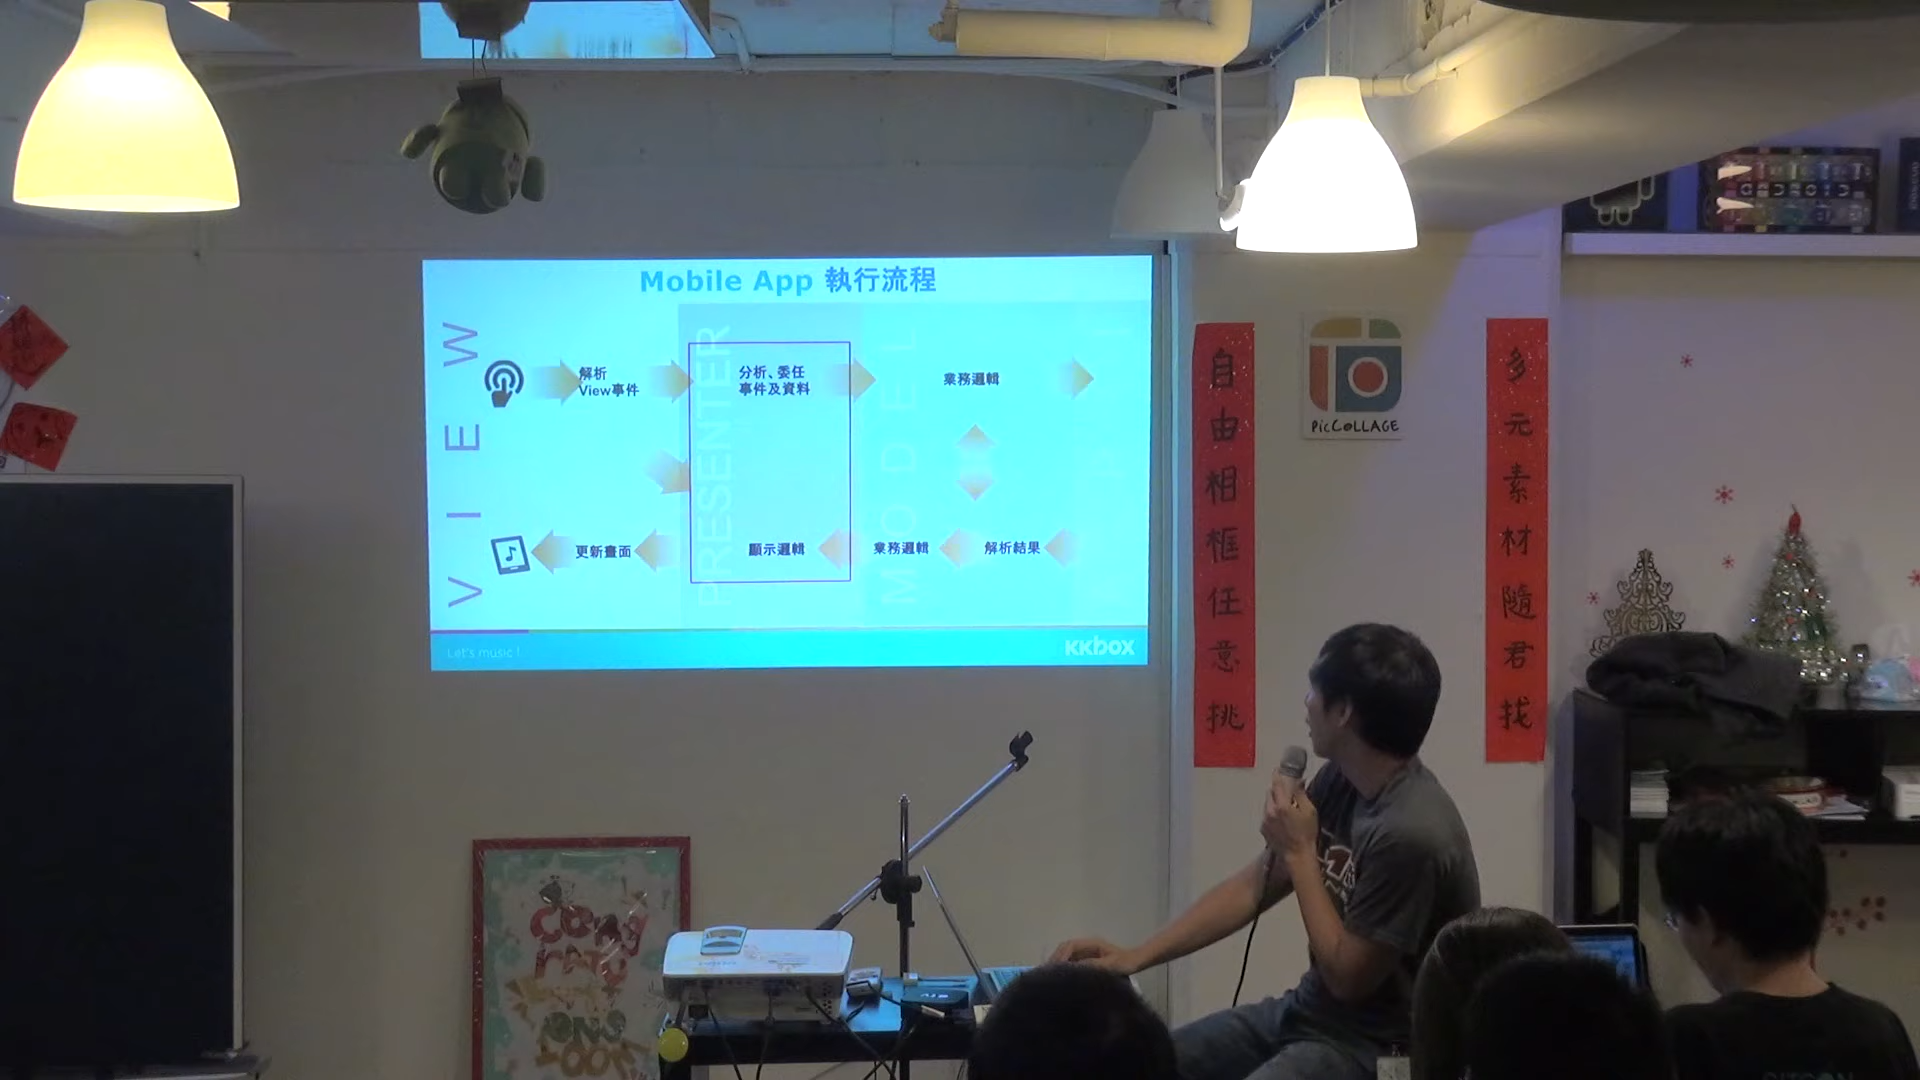 Mobile App 執行流程
VIEW
PRESENTER
MODEL
解析
View事件
分析、委任
事件及資料
業務邏輯
更新畫面
顯示邏輯
業務邏輯
解析結果
Let's music !
KKBOX
自由相框任意挑
PicCOLLAGE
多元素材隨君找
CONg
RATU